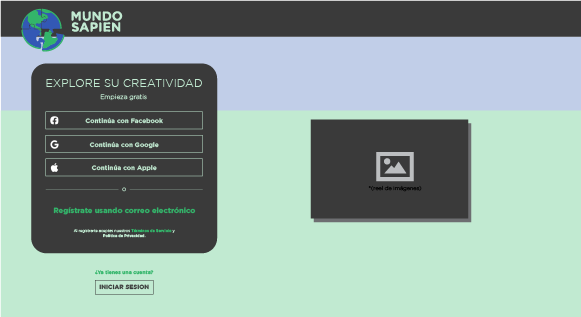 MUNDO
SAPIEN
EXPLORE SU CREATIVIDAD
Empieza gratis
Continúa con Facebook
Continúa con Google
Continúa con Apple
O
Regístrate usando correo electrónico
Al registrarte aceptas nuestros Términos de Servicio y
Política de Privacidad.
*(reel de imágenes)
¿Ya tienes una cuenta?
INICIAR SESION